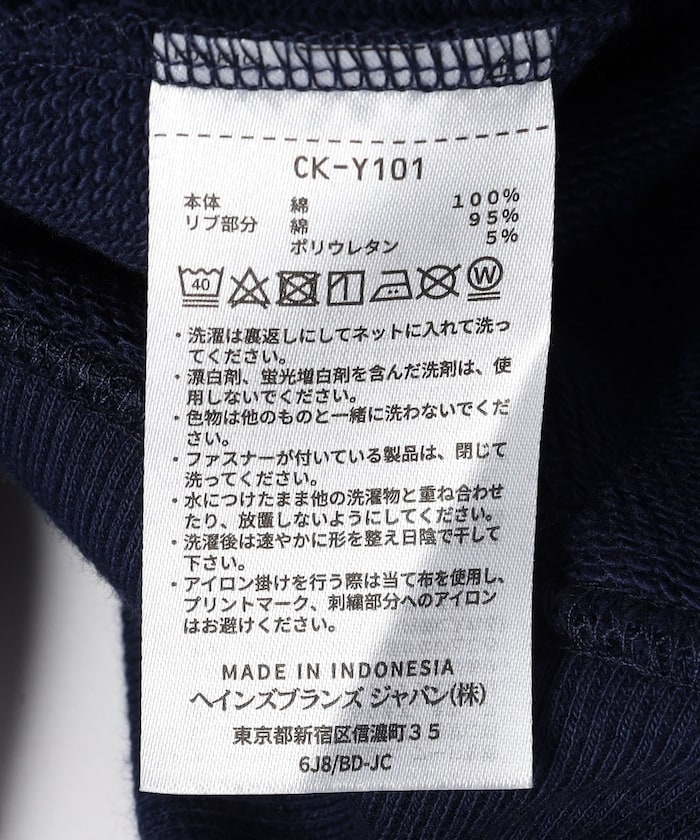 CK-Y101
本体 綿 100%
リブ部分 綿 95%
ポリウレタン 5%
40 W
・洗濯は裏返しにしてネットに入れて洗っ
てください。
・漂白剤、蛍光増白剤を含んだ洗剤は、使
用しないでください。
・色物は他のものと一緒に洗わないでくだ
さい。
・ファスナーが付いている製品は、閉じて
洗ってください。
・水につけたまま他の洗濯物と重ね合わせ
たり、放置しないようにしてください。
・洗濯後は速やかに形を整え日陰で干して
下さい。
・アイロン掛けを行う際は当て布を使用し、
プリントマーク、刺繍部分へのアイロン
はお避けください。
MADE IN INDONESIA
ヘインズブランズ ジャパン(株)
東京都新宿区信濃町35
6J8/BD-JC